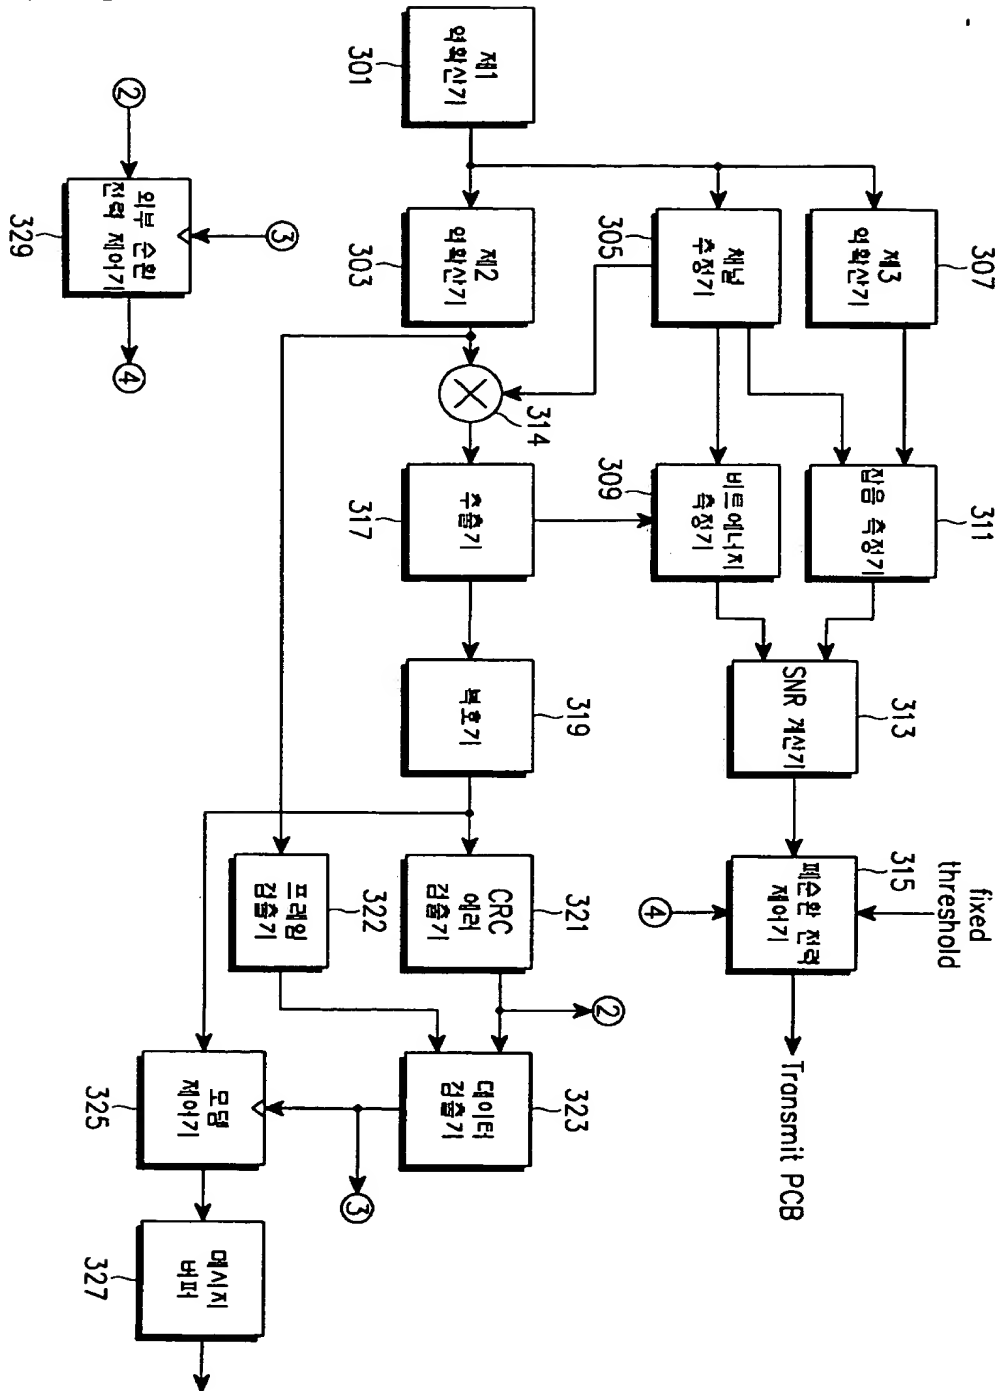 307
제3
역확산기
311
잡음 측정기
fixed
threshold
313
SNR 계산기
315
폐순환 전력
제어기
④
Transmit PCB
305
채널
추정기
309
비트에너지
측정기
301
제1
역확산기
303
제2
역확산기
314
317
추출기
319
복호기
321
CRC
에러
검출기
②
323
데이터
검출기
322
프레임
검출기
③
325
모뎀
제어기
327
메시지
버퍼
②
③
외부 순환
전력 제어기
329
④